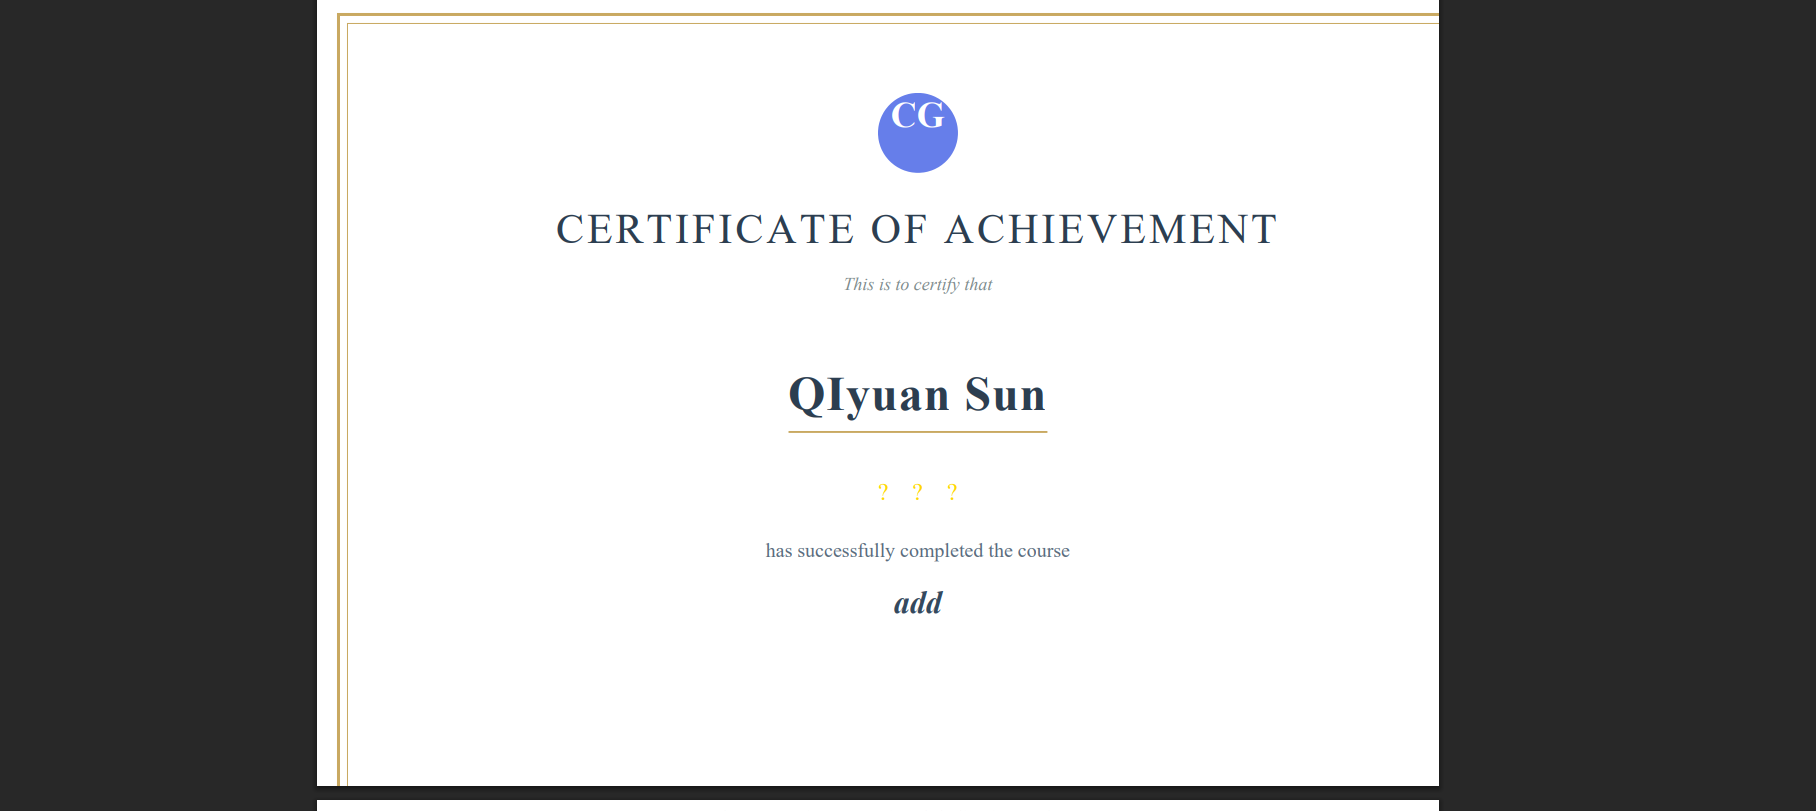 CG
CERTIFICATE OF ACHIEVEMENT
This is to certify that
QIyuan Sun
? ? ?
has successfully completed the course
add